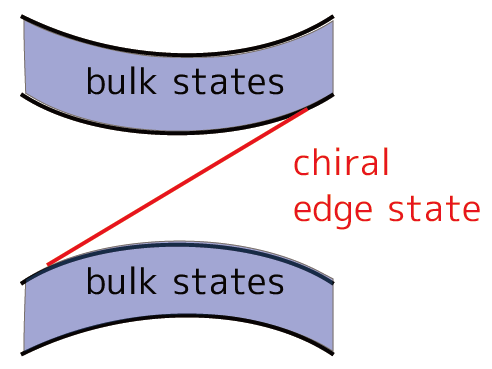 bulk states
chiral
edge state
bulk states